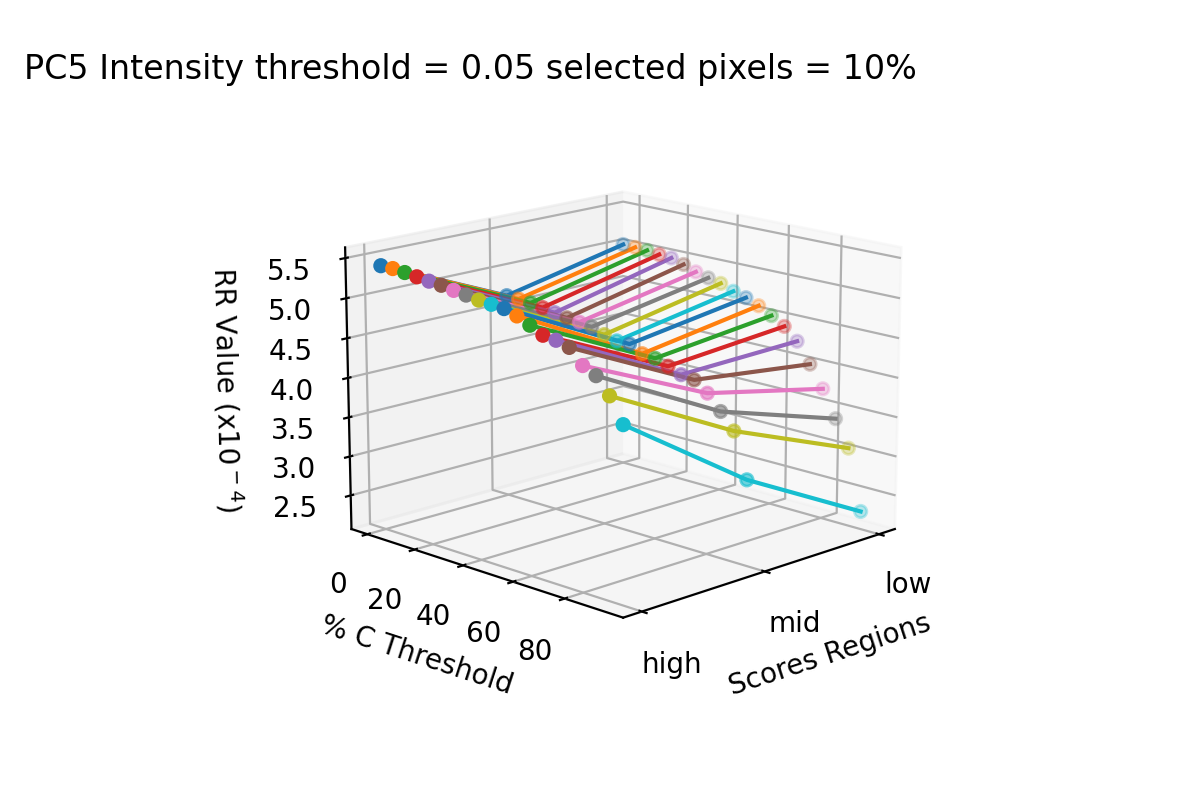 PC5 Intensity threshold = 0.05 selected pixels = 10%
5.5
5.0
4.5
4.0
3.5
3.0
2.5
RR Value (x10⁻⁴)
0
20
40
60
80
% C Threshold
high
mid
low
Scores Regions